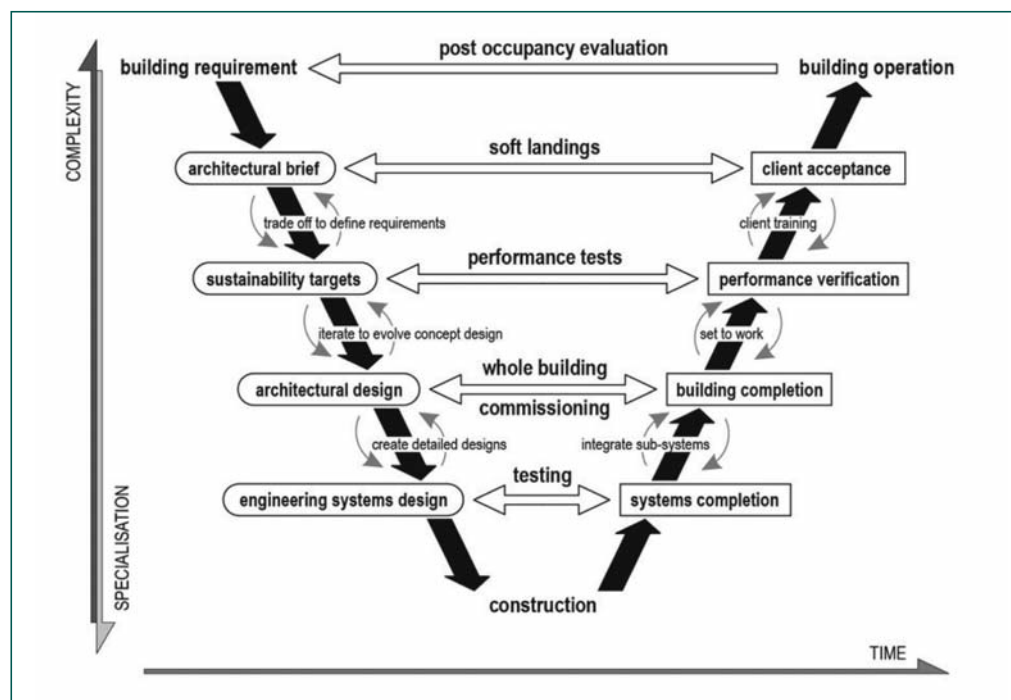 post occupancy evaluation
building requirement
building operation
COMPLEXITY
soft landings
architectural brief
client acceptance
trade off to define requirements
client training
performance tests
sustainability targets
performance verification
iterate to evolve concept design
set to work
whole building
architectural design
building completion
commissioning
create detailed designs
integrate sub-systems
testing
engineering systems design
systems completion
SPECIALISATION
construction
TIME